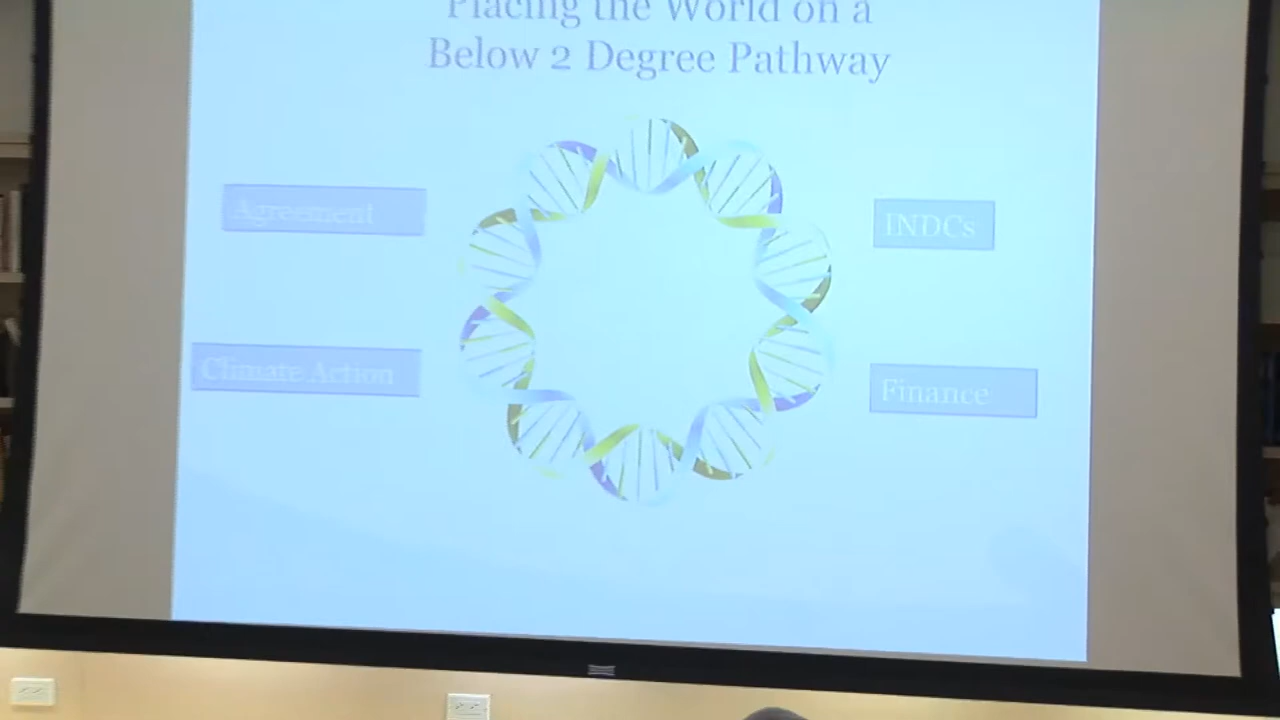 Placing the World on a
Below 2 Degree Pathway
Agreement
INDCs
Climate Action
Finance